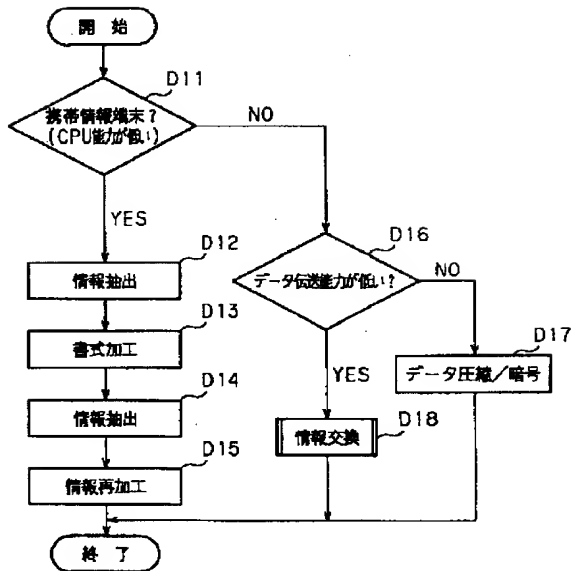 開 始
D11
携帯情報端末?
(CPU能力が低い)
NO
YES
D12
情報抽出
D13
書式加工
D14
情報抽出
D15
情報再加工
D16
データ伝送能力が低い?
NO
YES
D17
データ圧縮/暗号
D18
情報交換
終 了